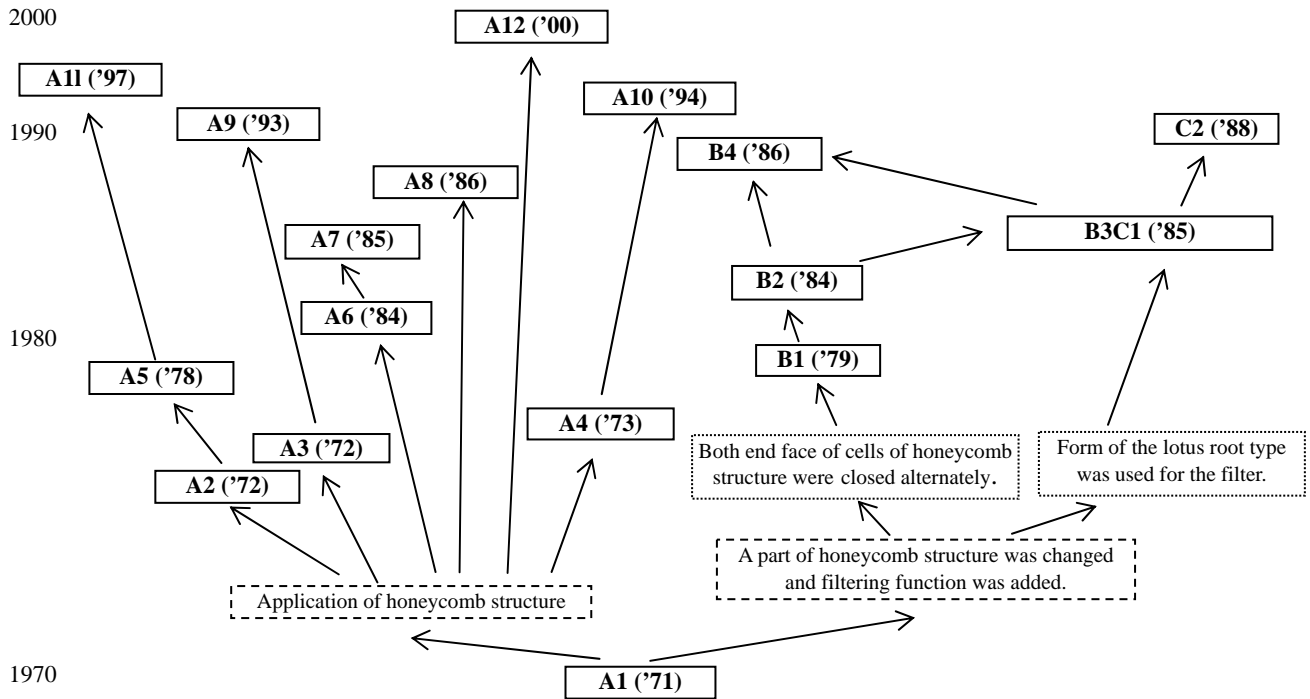 2000
A12 (’00)
A1l (’97)
A10 (’94)
A9 (’93)
1990
C2 (’88)
B4 (’86)
A8 (’86)
A7 (’85)
B3C1 (’85)
B2 (’84)
A6 (’84)
1980
B1 (’79)
A5 (’78)
A4 (’73)
A3 (’72)
A2 (’72)
Both end face of cells of honeycomb
structure were closed alternately.
Form of the lotus root type
was used for the filter.
A part of honeycomb structure was changed
and filtering function was added.
Application of honeycomb structure
1970
A1 (’71)